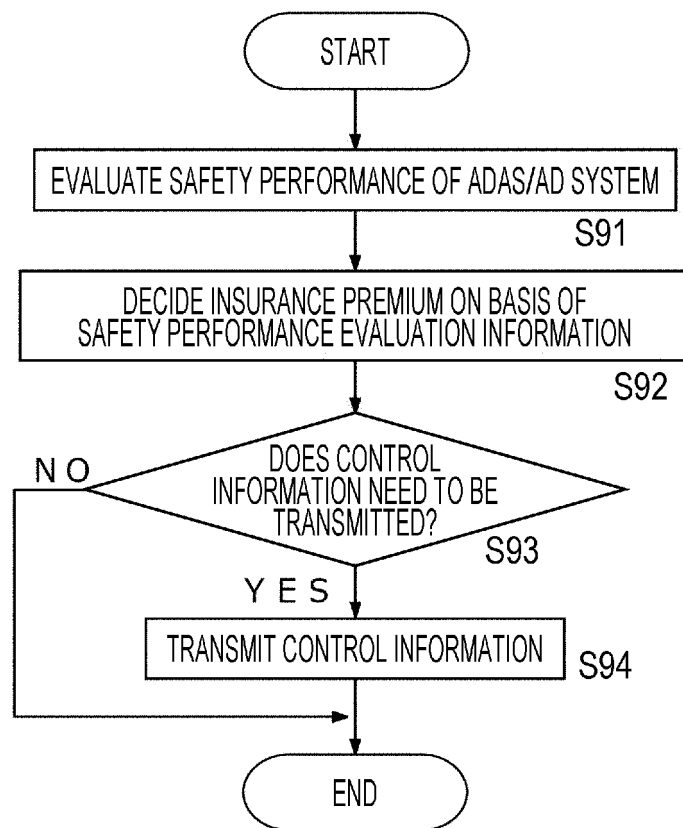 START
EVALUATE SAFETY PERFORMANCE OF ADAS/AD SYSTEM
S91
DECIDE INSURANCE PREMIUM ON BASIS OF
SAFETY PERFORMANCE EVALUATION INFORMATION
S92
DOES CONTROL
INFORMATION NEED TO BE
TRANSMITTED?
S93
NO
YES
TRANSMIT CONTROL INFORMATION
S94
END